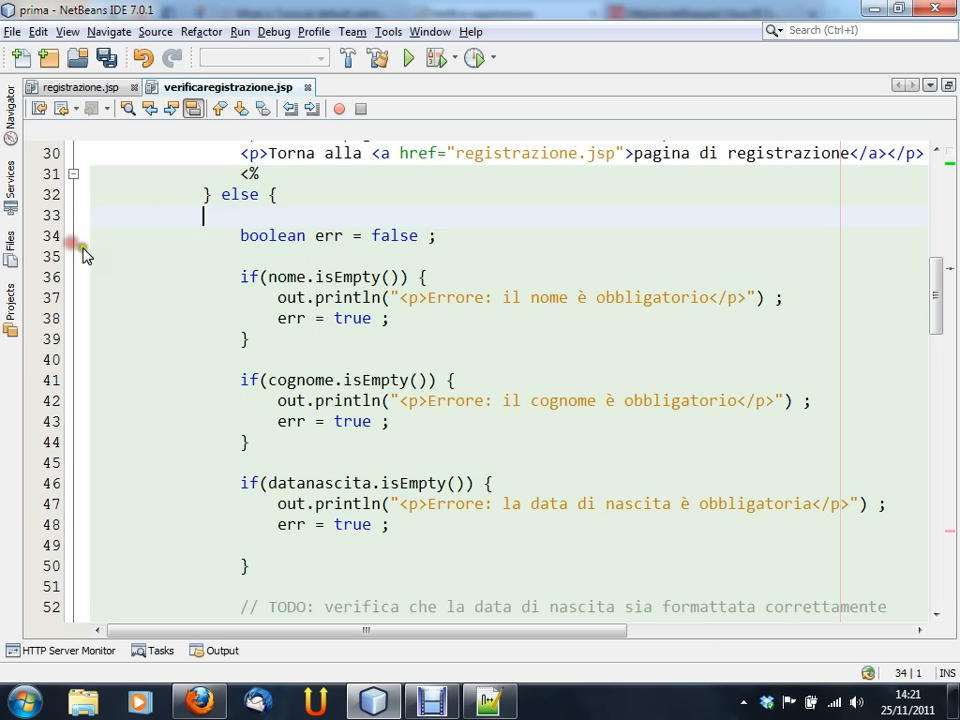 prima - NetBeans IDE 7.0.1
File Edit View Navigate Source Refactor Run Debug Profile Team Tools Window Help
Search (Ctrl+I)
registrazione.jsp verificaregistrazione.jsp
Navigator
Services
Files
Projects
30 <p>Torna alla <a href="registrazione.jsp">pagina di registrazione</a></p>
31 <%
32 } else {
33
34 boolean err = false ;
35
36 if(nome.isEmpty()) {
37 out.println("<p>Errore: il nome è obbligatorio</p>") ;
38 err = true ;
39 }
40
41 if(cognome.isEmpty()) {
42 out.println("<p>Errore: il cognome è obbligatorio</p>") ;
43 err = true ;
44 }
45
46 if(datanascita.isEmpty()) {
47 out.println("<p>Errore: la data di nascita è obbligatoria</p>") ;
48 err = true ;
49
50 }
51
52 // TODO: verifica che la data di nascita sia formattata correttamente
HTTP Server Monitor Tasks Output
34 | 1 INS
14:21
25/11/2011